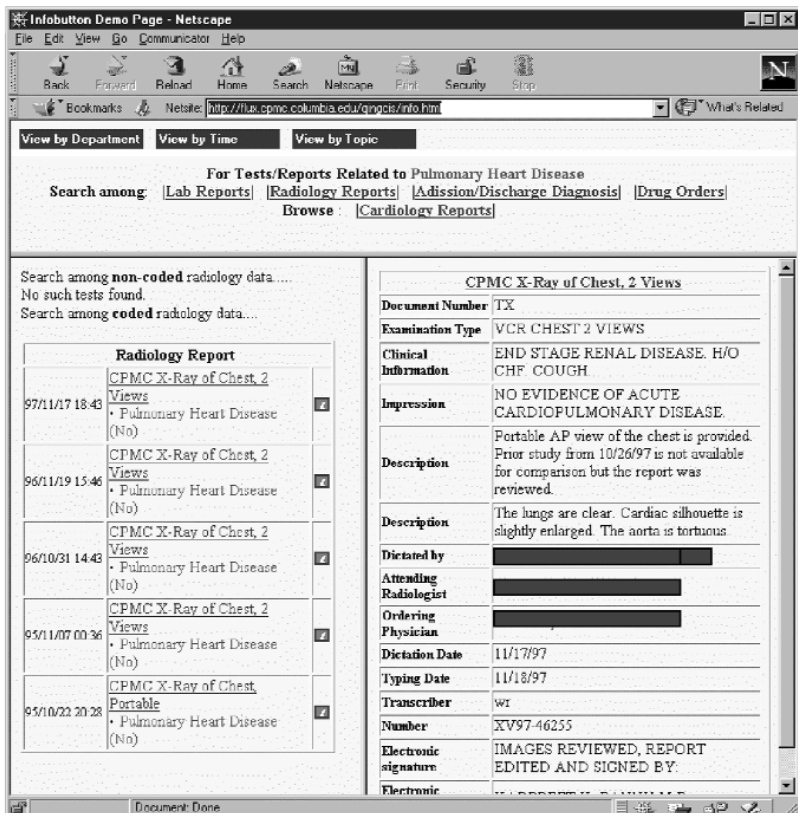 Infobutton Demo Page - Netscape
File Edit View Go Communicator Help
Back Forward Reload Home Search Netscape Print Security Stop
N
Bookmarks Netsite: http://flux.cpmc.columbia.edu/qingcis/info.html What's Related
View by Department View by Time View by Topic
For Tests/Reports Related to Pulmonary Heart Disease
Search among: |Lab Reports| |Radiology Reports| |Adission/Discharge Diagnosis| |Drug Orders|
Browse : |Cardiology Reports|
Search among non-coded radiology data.....
No such tests found.
Search among coded radiology data....
Radiology Report
97/11/17 18:43 CPMC X-Ray of Chest, 2
Views
• Pulmonary Heart Disease
(No)
i
96/11/19 15:46 CPMC X-Ray of Chest, 2
Views
• Pulmonary Heart Disease
(No)
i
96/10/31 14:43 CPMC X-Ray of Chest, 2
Views
• Pulmonary Heart Disease
(No)
i
95/11/07 00:36 CPMC X-Ray of Chest, 2
Views
• Pulmonary Heart Disease
(No)
i
95/10/22 20:28 CPMC X-Ray of Chest,
Portable
• Pulmonary Heart Disease
(No)
i
CPMC X-Ray of Chest, 2 Views
Document Number TX
Examination Type VCR CHEST 2 VIEWS
Clinical
Information
END STAGE RENAL DISEASE. H/O
CHF. COUGH.
Impression
NO EVIDENCE OF ACUTE
CARDIOPULMONARY DISEASE.
Description
Portable AP view of the chest is provided.
Prior study from 10/26/97 is not available
for comparison but the report was
reviewed.
Description
The lungs are clear. Cardiac silhouette is
slightly enlarged. The aorta is tortuous.
Dictated by
Attending
Radiologist
Ordering
Physician
Dictation Date 11/17/97
Typing Date 11/18/97
Transcriber wr
Number XV97-46255
Electronic
signature
IMAGES REVIEWED, REPORT
EDITED AND SIGNED BY:
Electronic
Document: Done